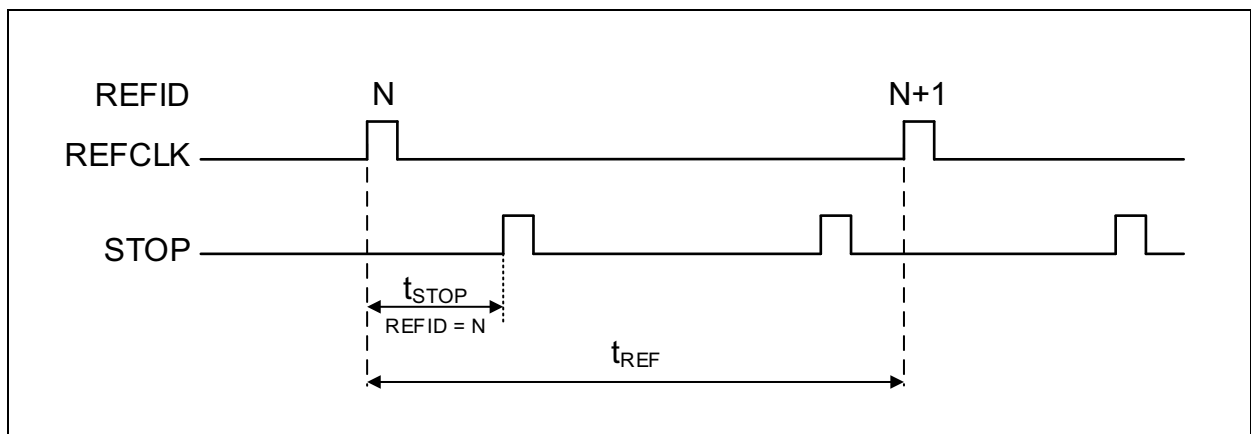 REFID N N+1
REFCLK
STOP
tSTOP
REFID = N
tREF